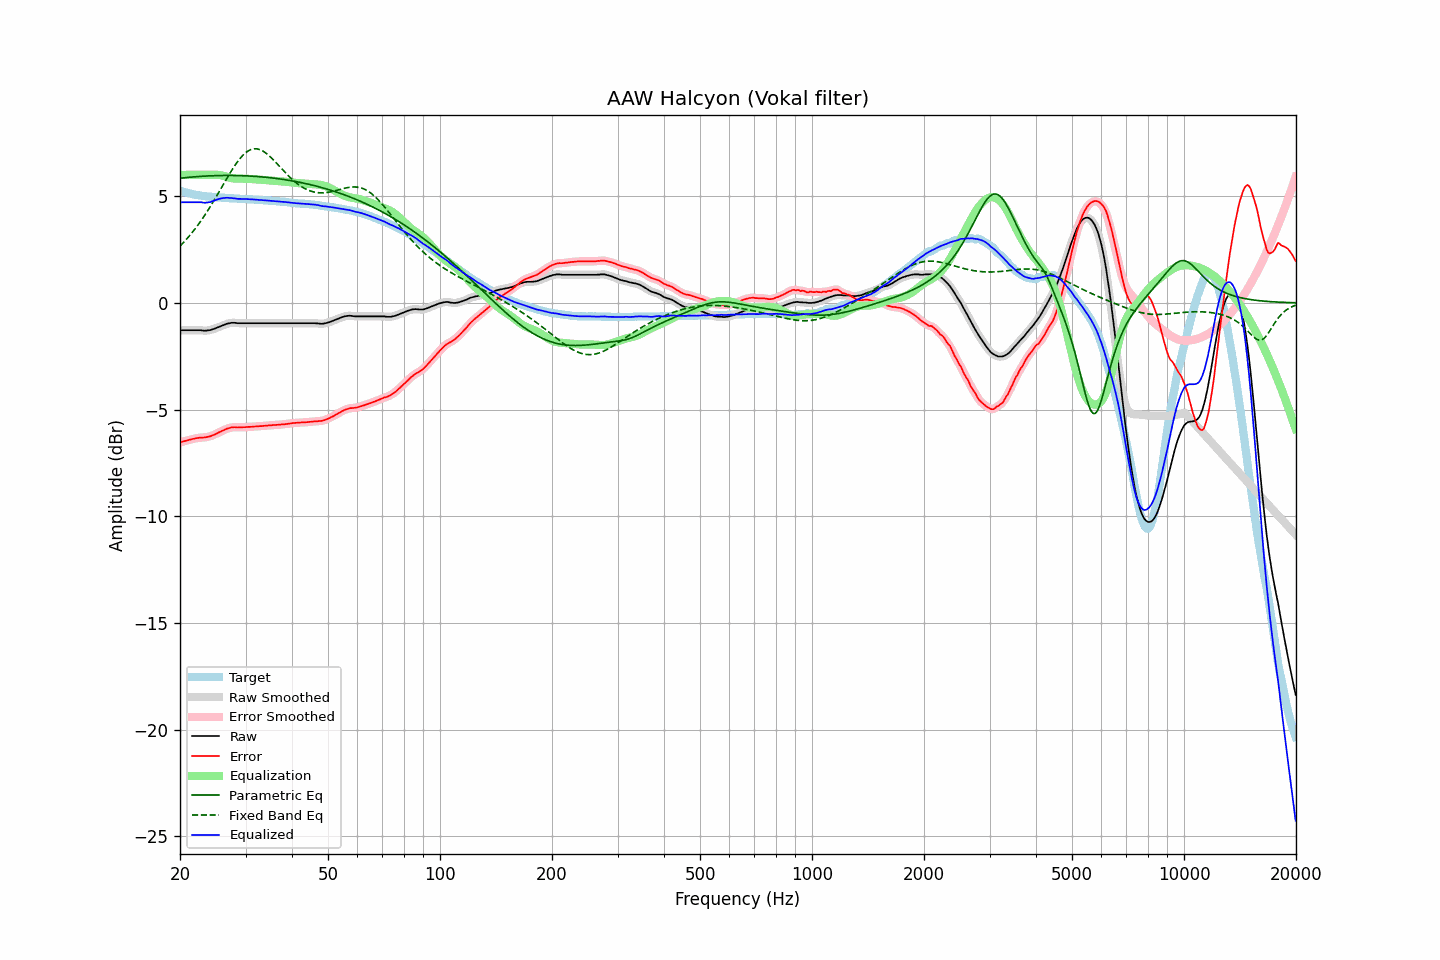 AAW Halcyon (Vokal filter)
Amplitude (dBr)
5
0
−5
−10
−15
−20
−25
Target
Raw Smoothed
Error Smoothed
Raw
Error
Equalization
Parametric Eq
Fixed Band Eq
Equalized
20 50 100 200 500 1000 2000 5000 10000 20000
Frequency (Hz)